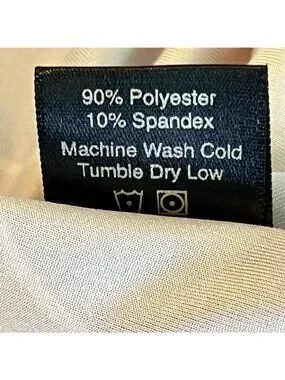 90% Polyester
10% Spandex
Machine Wash Cold
Tumble Dry Low